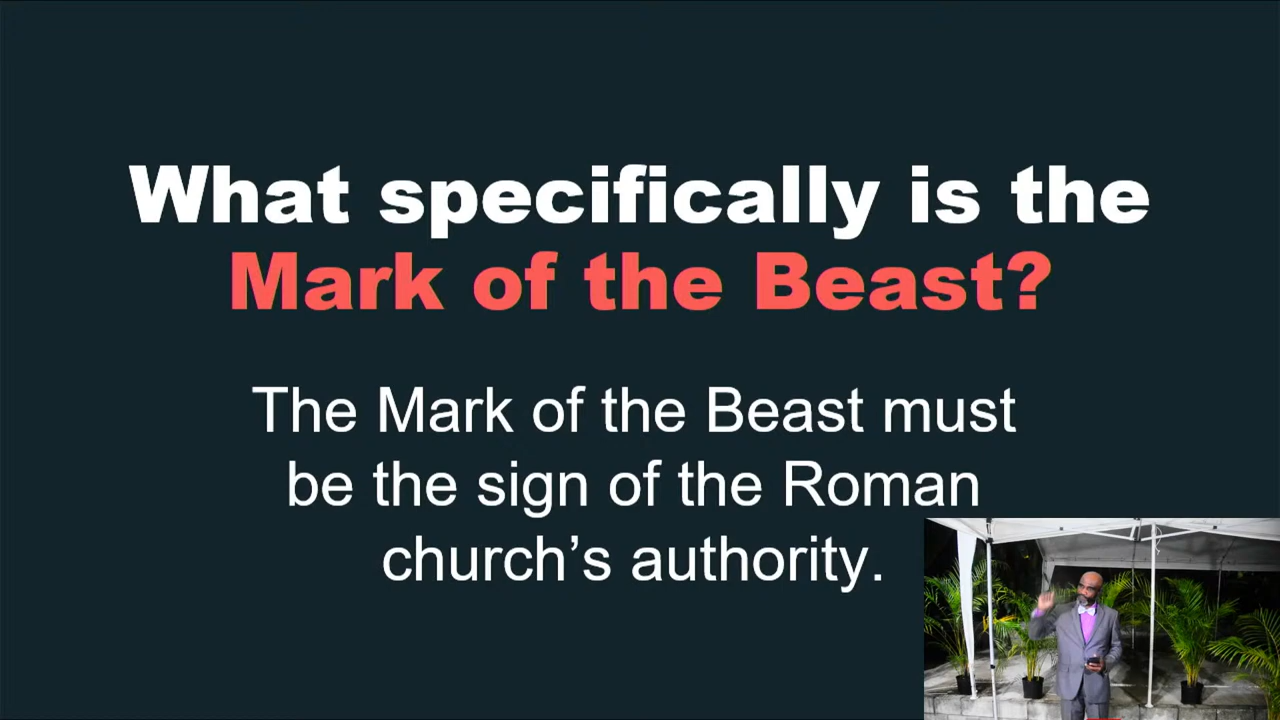 What specifically is the
Mark of the Beast?
The Mark of the Beast must
be the sign of the Roman
church’s authority.